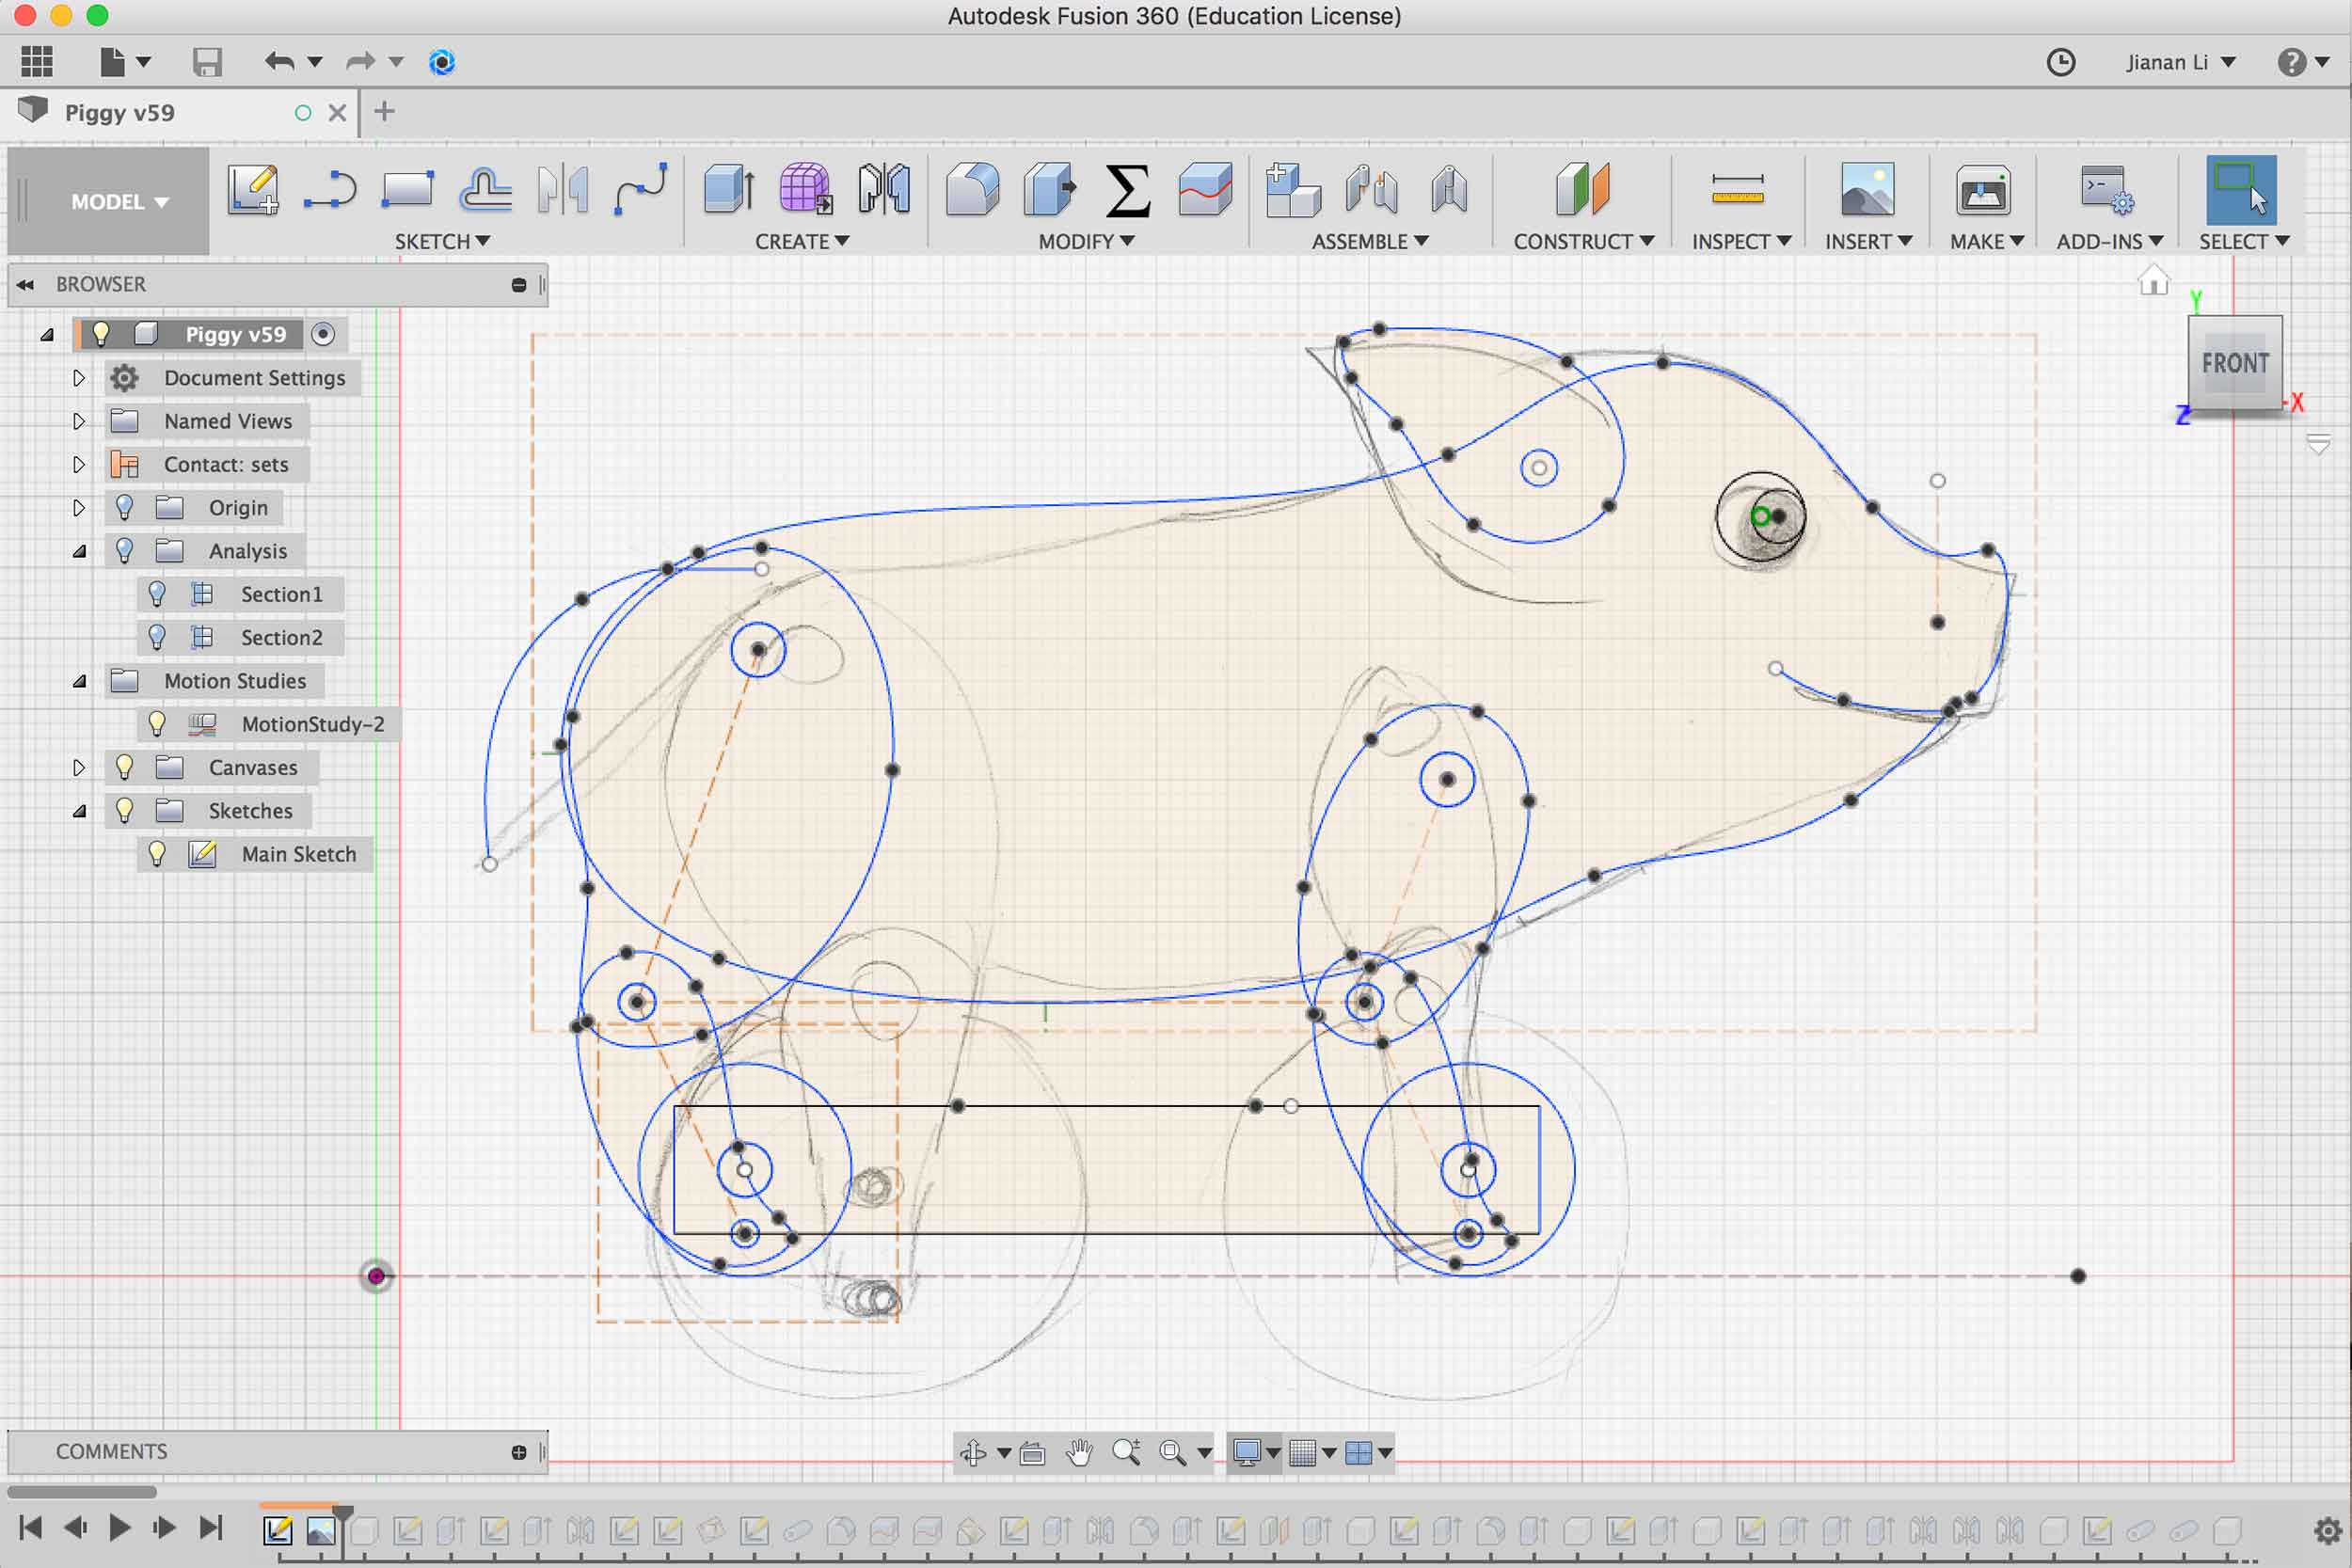 Autodesk Fusion 360 (Education License)
Jianan Li
Piggy v59
MODEL
SKETCH CREATE MODIFY ASSEMBLE CONSTRUCT INSPECT INSERT MAKE ADD-INS SELECT
BROWSER
Piggy v59
Document Settings
Named Views
Contact: sets
Origin
Analysis
Section1
Section2
Motion Studies
MotionStudy-2
Canvases
Sketches
Main Sketch
Y
FRONT
X
Z
COMMENTS